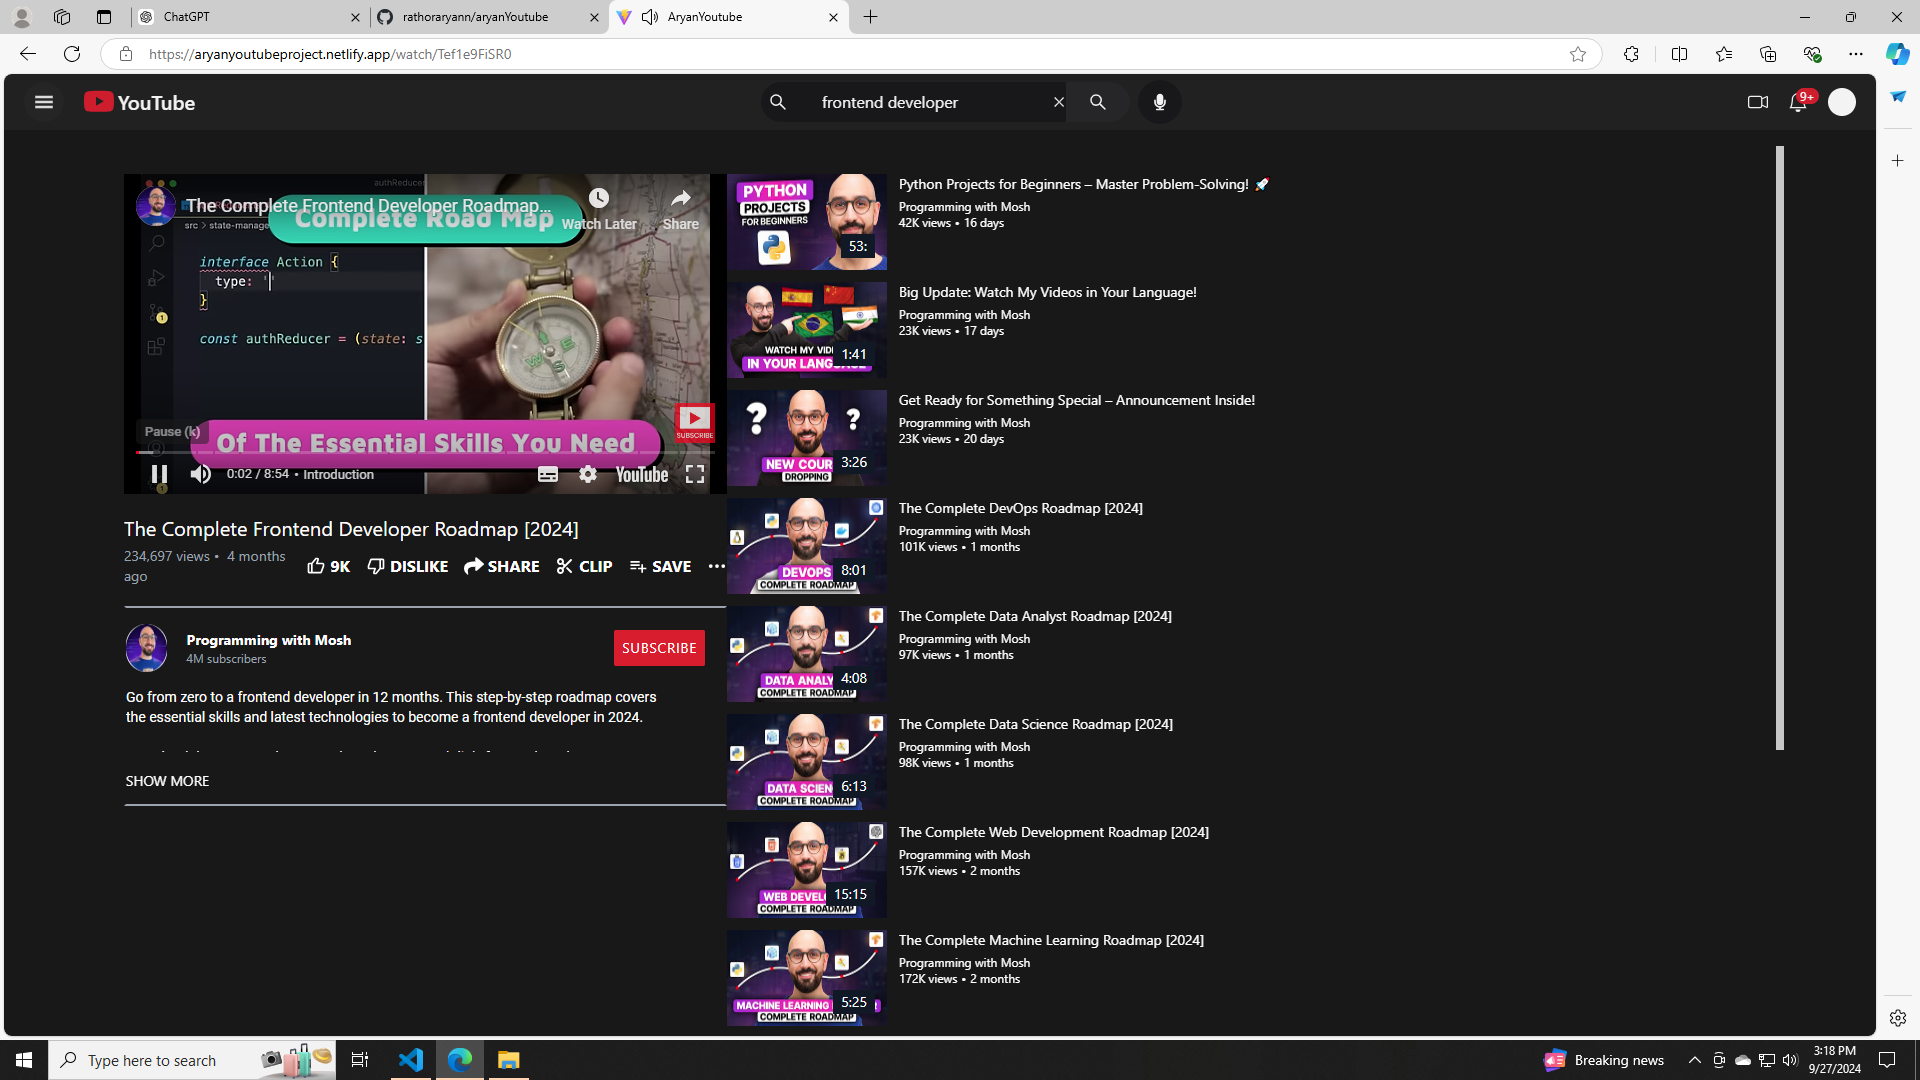 ChatGPT
rathoraryann/aryanYoutube
AryanYoutube
https://aryanyoutubeproject.netlify.app/watch/Tef1e9FiSR0
YouTube
frontend developer
9+
authReducer
The Complete Frontend Developer Roadmap...
Complete Road Map
Watch Later
Share
src > state-manage
interface Action {
type: ''
}
const authReducer = (state: s
SUBSCRIBE
Pause (k)
Of The Essential Skills You Need
0:02 / 8:54 • Introduction
YouTube
The Complete Frontend Developer Roadmap [2024]
234,697 views • 4 months ago
9K
DISLIKE
SHARE
CLIP
SAVE
Programming with Mosh
4M subscribers
SUBSCRIBE
Go from zero to a frontend developer in 12 months. This step-by-step roadmap covers
the essential skills and latest technologies to become a frontend developer in 2024.
SHOW MORE
PYTHON
PROJECTS
FOR BEGINNERS
53:
Python Projects for Beginners – Master Problem-Solving! 🚀
Programming with Mosh
42K views • 16 days
WATCH MY VID
IN YOUR LANGUAGE
1:41
Big Update: Watch My Videos in Your Language!
Programming with Mosh
23K views • 17 days
? ?
NEW COUR
DROPPING
3:26
Get Ready for Something Special – Announcement Inside!
Programming with Mosh
23K views • 20 days
DEVOPS
COMPLETE ROADMAP
8:01
The Complete DevOps Roadmap [2024]
Programming with Mosh
101K views • 1 months
DATA ANALY
COMPLETE ROADMAP
4:08
The Complete Data Analyst Roadmap [2024]
Programming with Mosh
97K views • 1 months
DATA SCIEN
COMPLETE ROADMAP
6:13
The Complete Data Science Roadmap [2024]
Programming with Mosh
98K views • 1 months
WEB DEVELO
COMPLETE ROADMAP
15:15
The Complete Web Development Roadmap [2024]
Programming with Mosh
157K views • 2 months
MACHINE LEARNING
COMPLETE ROADMAP
5:25
The Complete Machine Learning Roadmap [2024]
Programming with Mosh
172K views • 2 months
Type here to search
Breaking news
3:18 PM
9/27/2024